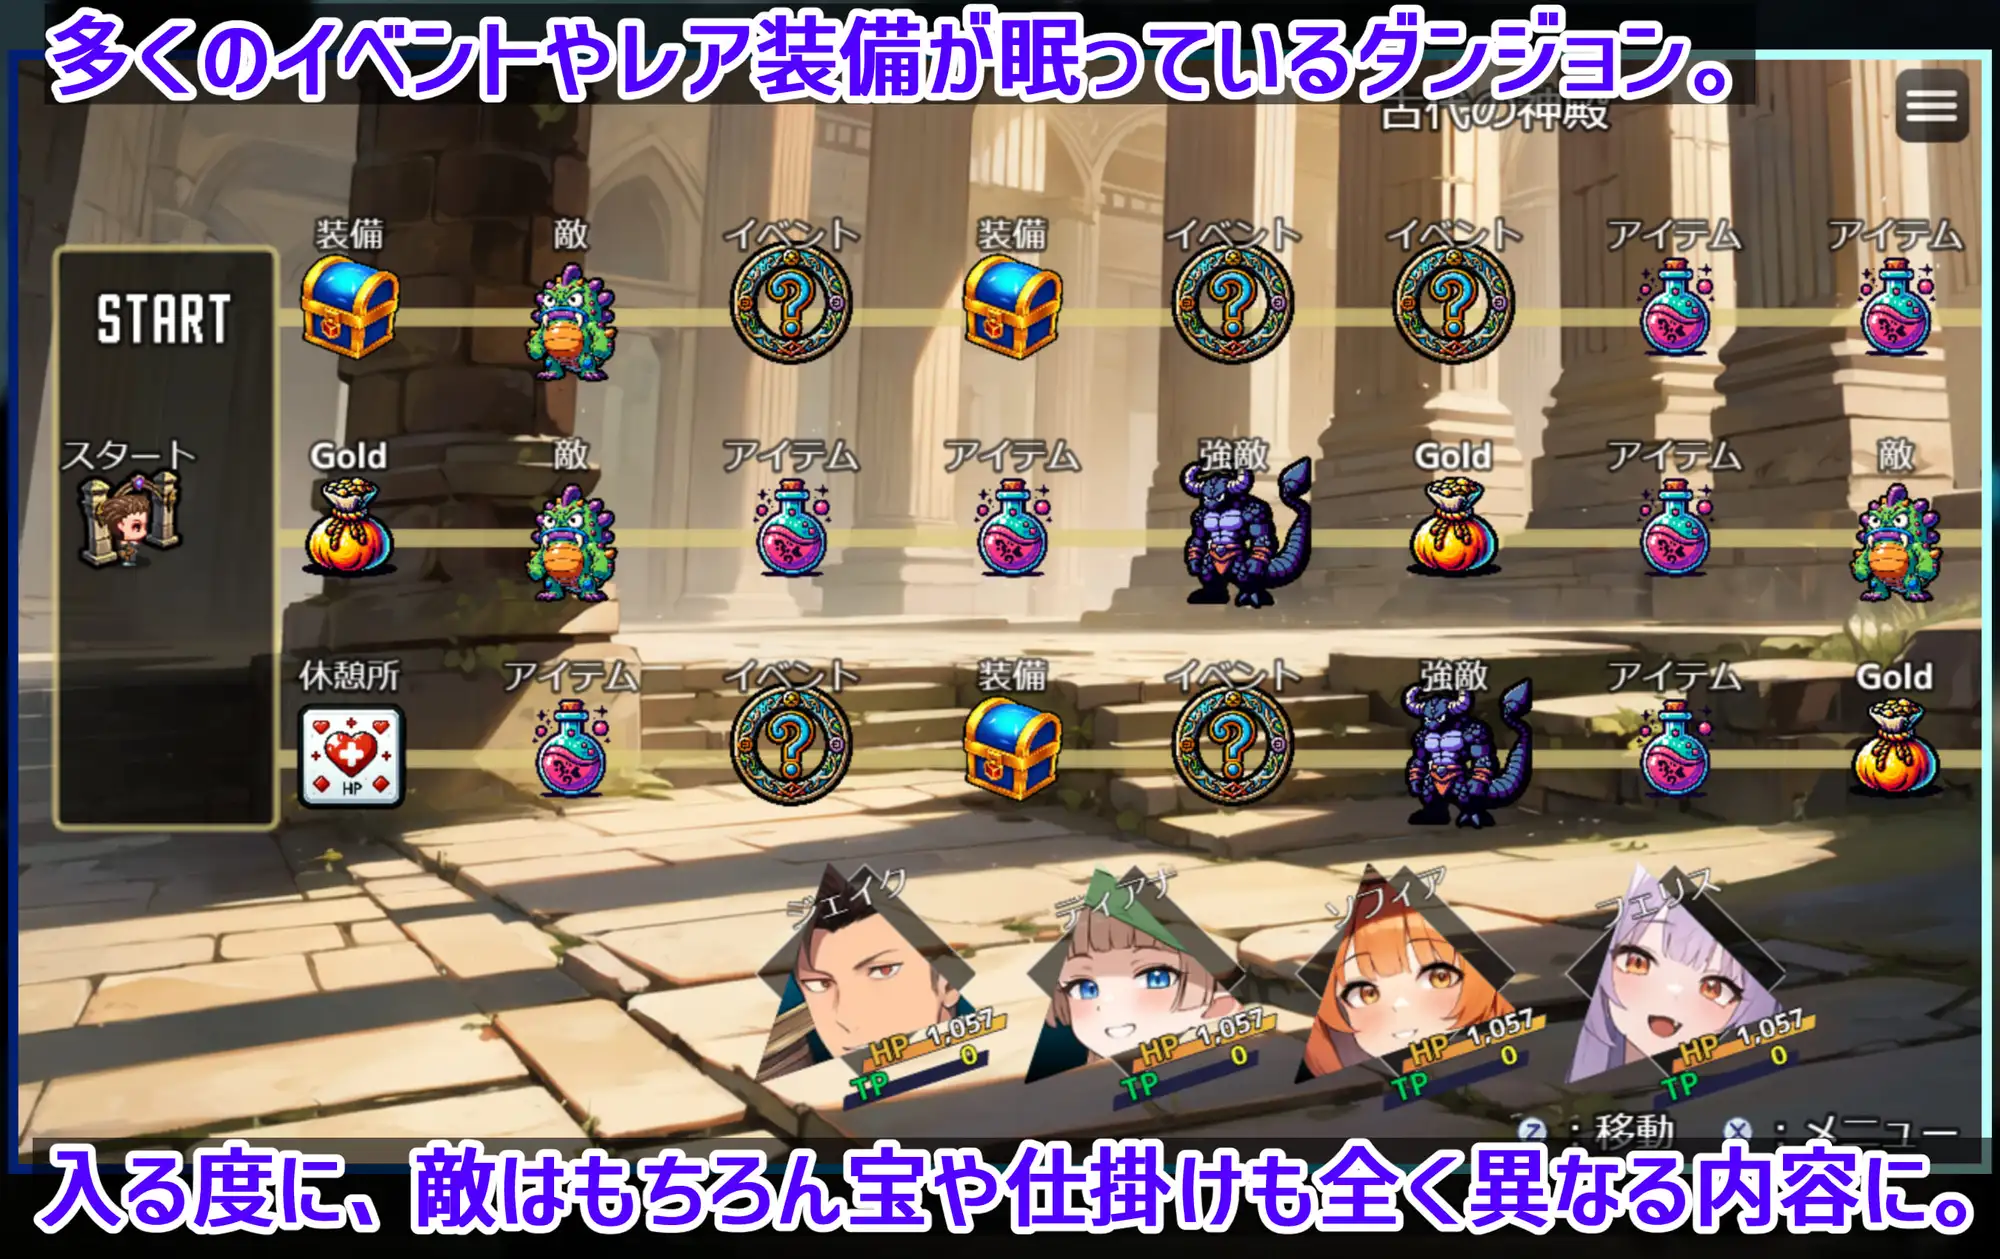 多くのイベントやレア装備が眠っているダンジョン。
古代の神殿
装備 敵 イベント 装備 イベント イベント アイテム アイテム
START
スタート Gold 敵 アイテム アイテム 強敵 Gold アイテム 敵
休憩所 アイテム イベント 装備 イベント 強敵 アイテム Gold
HP
ジェイク ディアナ ソフィア フェリス
HP 1,057 HP 1,057 HP 1,057 HP 1,057
TP 0 TP 0 TP 0 TP 0
Z：移動 X：メニュー
入る度に、敵はもちろん宝や仕掛けも全く異なる内容に。